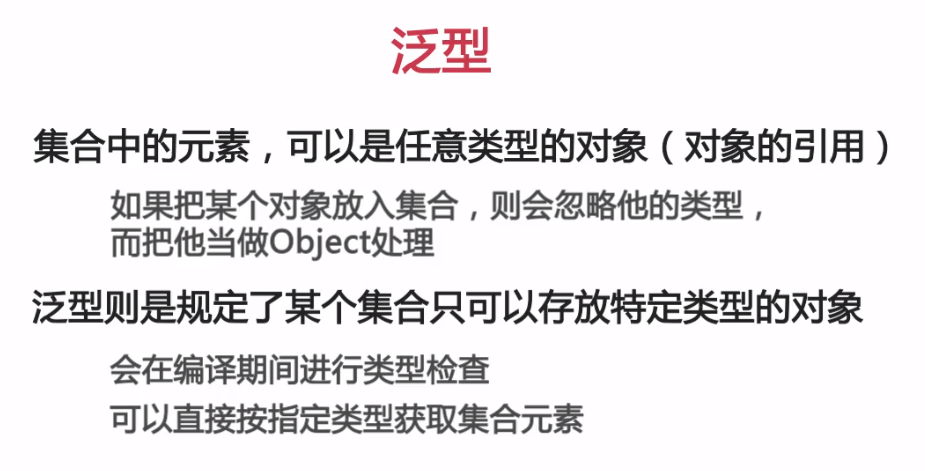 泛型
集合中的元素，可以是任意类型的对象（对象的引用）
如果把某个对象放入集合，则会忽略他的类型，
而把他当做Object处理
泛型则是规定了某个集合只可以存放特定类型的对象
会在编译期间进行类型检查
可以直接按指定类型获取集合元素